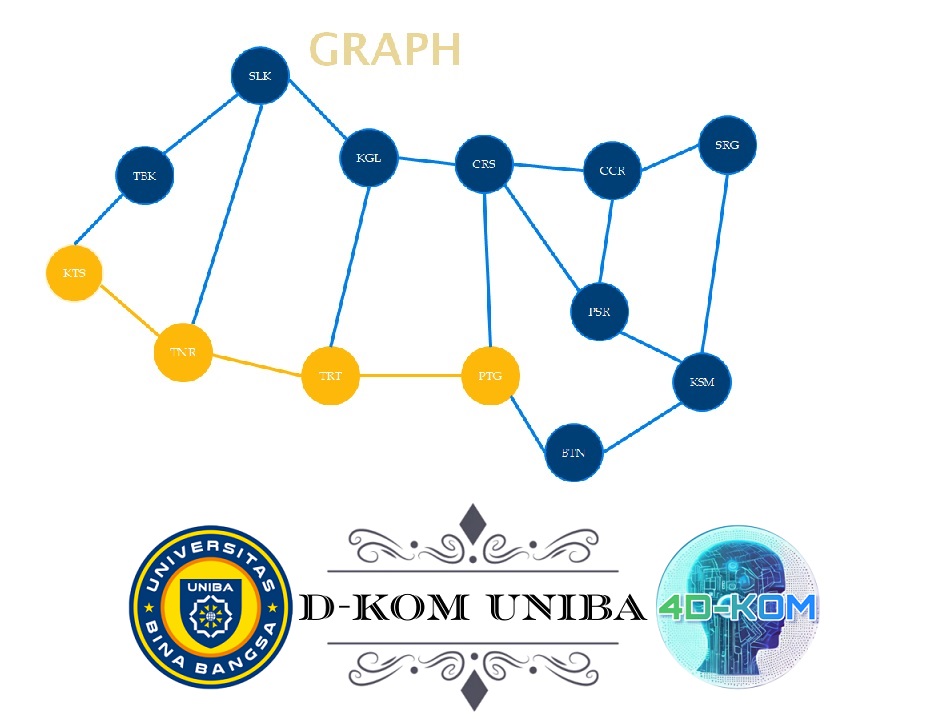 GRAPH
SLK
KGL
CRS
CCR
SRG
TBK
KTS
TNR
TRT
PTG
PSR
KSM
BTN
UNIVERSITAS
UNIBA
BINA BANGSA
D-KOM UNIBA
4D-KOM